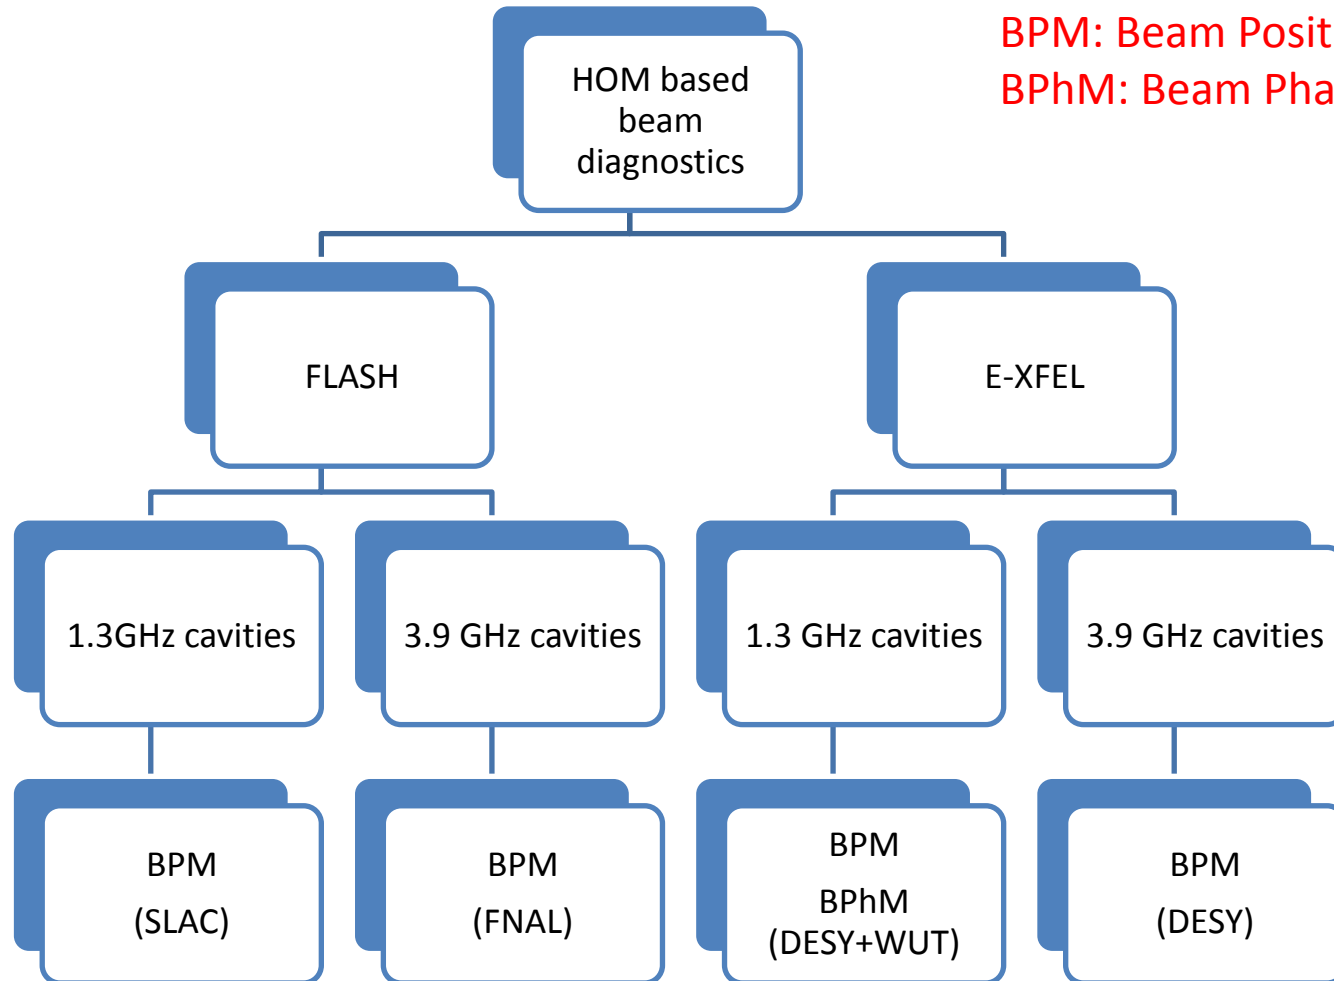 BPM: Beam Posit
BPhM: Beam Pha
HOM based
beam
diagnostics
FLASH
E-XFEL
1.3GHz cavities
3.9 GHz cavities
1.3 GHz cavities
3.9 GHz cavities
BPM
(SLAC)
BPM
(FNAL)
BPM
BPhM
(DESY+WUT)
BPM
(DESY)